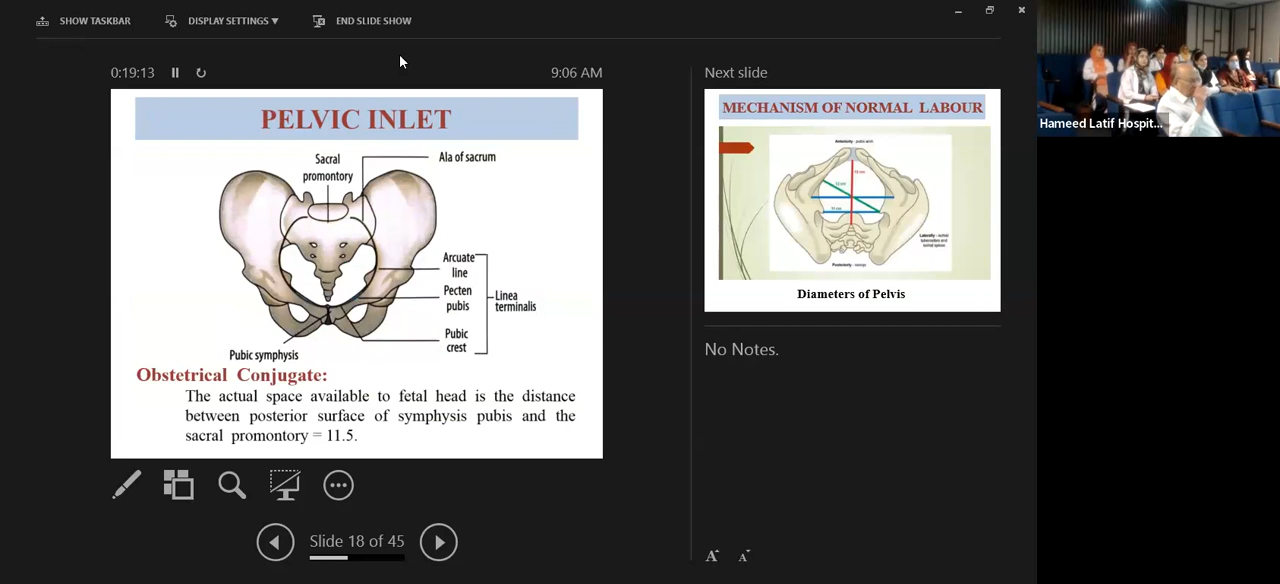 SHOW TASKBAR
DISPLAY SETTINGS ▼
END SLIDE SHOW
0:19:13
9:06 AM
PELVIC INLET
Sacral
promontory
Ala of sacrum
Arcuate
line
Pecten
pubis
Linea
terminalis
Pubic
crest
Pubic symphysis
Obstetrical Conjugate:
The actual space available to fetal head is the distance
between posterior surface of symphysis pubis and the
sacral promontory = 11.5.
Slide 18 of 45
Next slide
MECHANISM OF NORMAL LABOUR
Diameters of Pelvis
No Notes.
A
A
Hameed Latif Hospit...